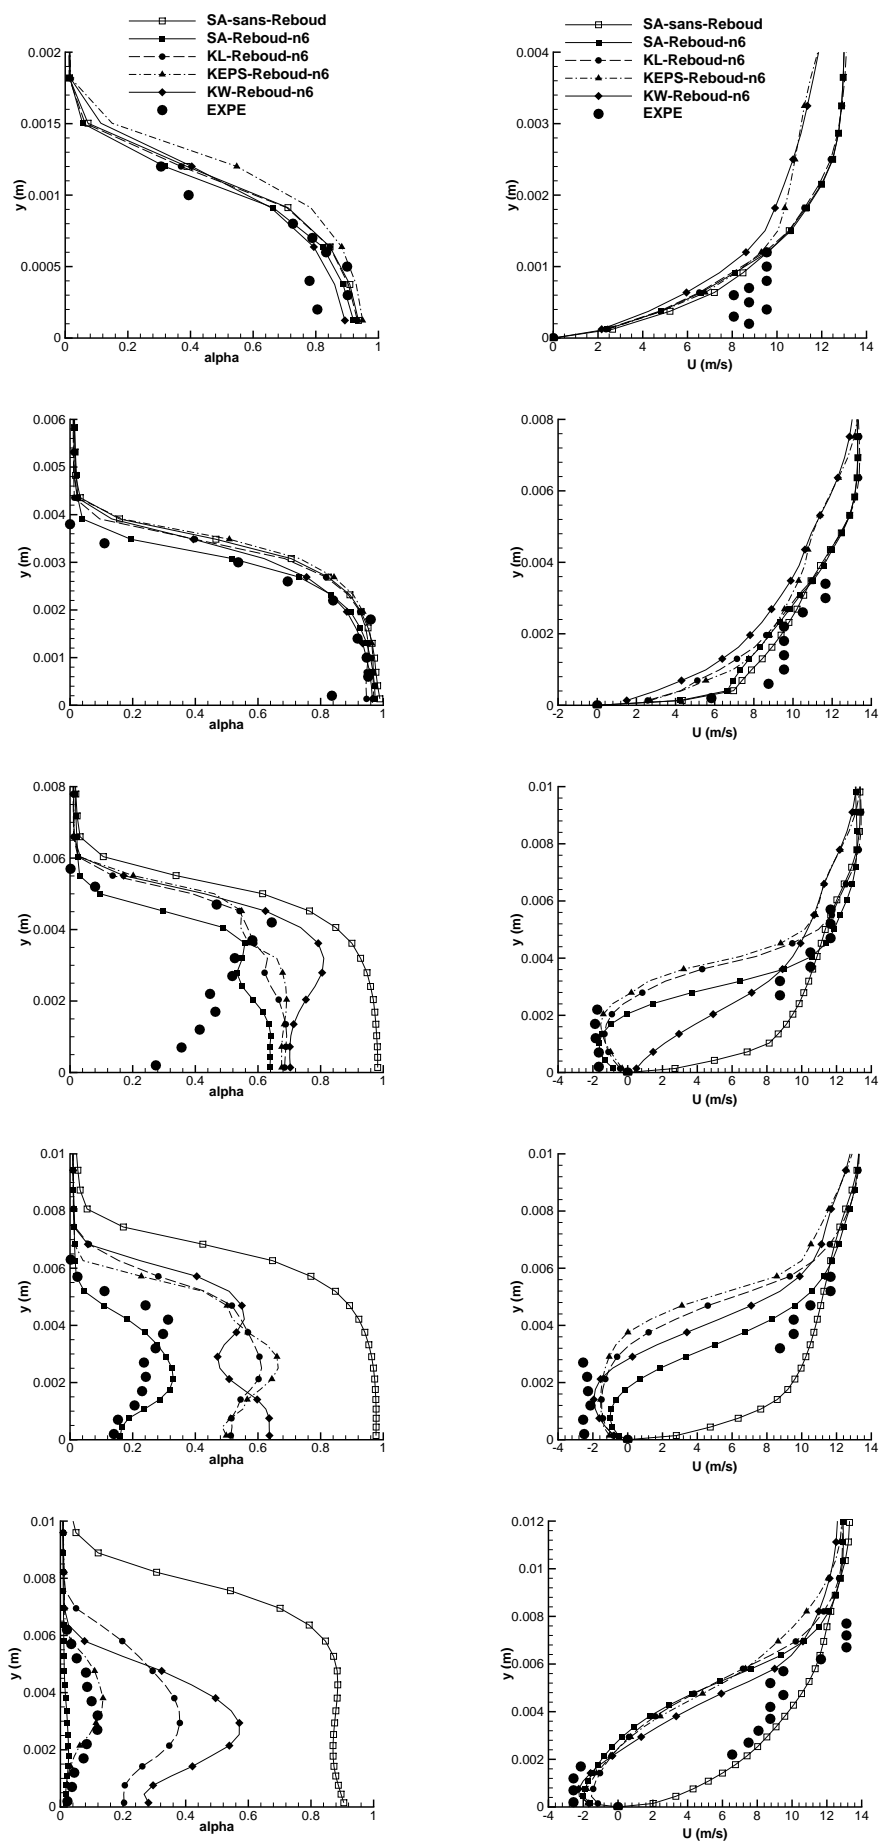 SA-sans-Reboud
SA-Reboud-n6
KL-Reboud-n6
KEPS-Reboud-n6
KW-Reboud-n6
EXPE
0.002
0.0015
0.001
0.0005
0
y (m)
0 0.2 0.4 0.6 0.8 1
alpha
SA-sans-Reboud
SA-Reboud-n6
KL-Reboud-n6
KEPS-Reboud-n6
KW-Reboud-n6
EXPE
0.004
0.003
0.002
0.001
0
y (m)
0 2 4 6 8 10 12 14
U (m/s)
0.006
0.005
0.004
0.003
0.002
0.001
0
y (m)
0 0.2 0.4 0.6 0.8 1
alpha
0.008
0.006
0.004
0.002
0
y (m)
-2 0 2 4 6 8 10 12 14
U (m/s)
0.008
0.006
0.004
0.002
0
y (m)
0 0.2 0.4 0.6 0.8 1
alpha
0.01
0.008
0.006
0.004
0.002
0
y (m)
-4 -2 0 2 4 6 8 10 12 14
U (m/s)
0.01
0.008
0.006
0.004
0.002
0
y (m)
0 0.2 0.4 0.6 0.8 1
alpha
0.01
0.008
0.006
0.004
0.002
0
y (m)
-4 -2 0 2 4 6 8 10 12 14
U (m/s)
0.01
0.008
0.006
0.004
0.002
0
y (m)
0 0.2 0.4 0.6 0.8 1
alpha
0.012
0.01
0.008
0.006
0.004
0.002
0
y (m)
-4 -2 0 2 4 6 8 10 12 14
U (m/s)